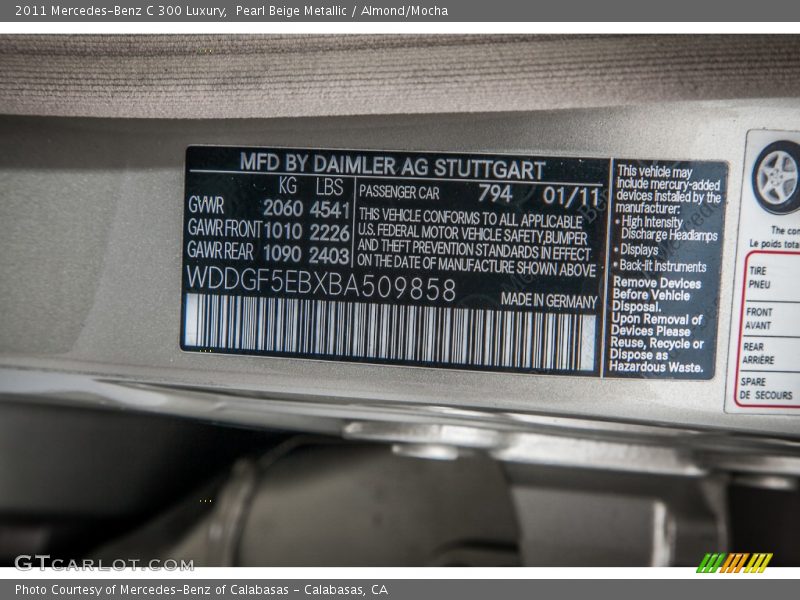 2011 Mercedes-Benz C 300 Luxury,  Pearl Beige Metallic / Almond/Mocha
MFD BY DAIMLER AG STUTTGART
KG LBS
GVWR 2060 4541
GAWR FRONT 1010 2226
GAWR REAR 1090 2403
PASSENGER CAR 794 01/11
THIS VEHICLE CONFORMS TO ALL APPLICABLE
U.S. FEDERAL MOTOR VEHICLE SAFETY, BUMPER
AND THEFT PREVENTION STANDARDS IN EFFECT
ON THE DATE OF MANUFACTURE SHOWN ABOVE
WDDGF5EBXBA509858
MADE IN GERMANY
This vehicle may
include mercury-added
devices installed by the
manufacturer:
• High Intensity
Discharge Headlamps
• Displays
• Back-lit Instruments
Remove Devices
Before Vehicle
Disposal.
Upon Removal of
Devices Please
Reuse, Recycle or
Dispose as
Hazardous Waste.
The
Le poids
TIRE
PNEU
FRONT
AVANT
REAR
ARRIÈRE
SPARE
DE SECOURS
GTCARLOT.COM
Photo Courtesy of Mercedes-Benz of Calabasas - Calabasas, CA